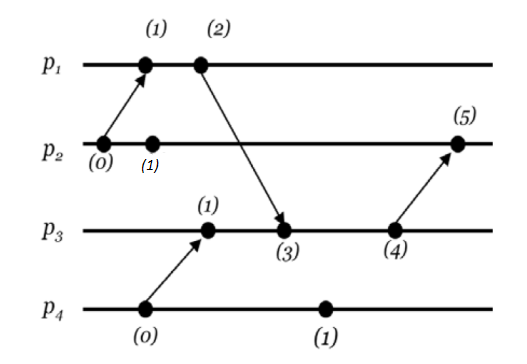 (1) (2)
p1
(5)
p2
(0) (1)
(1)
p3
(3) (4)
p4
(0) (1)